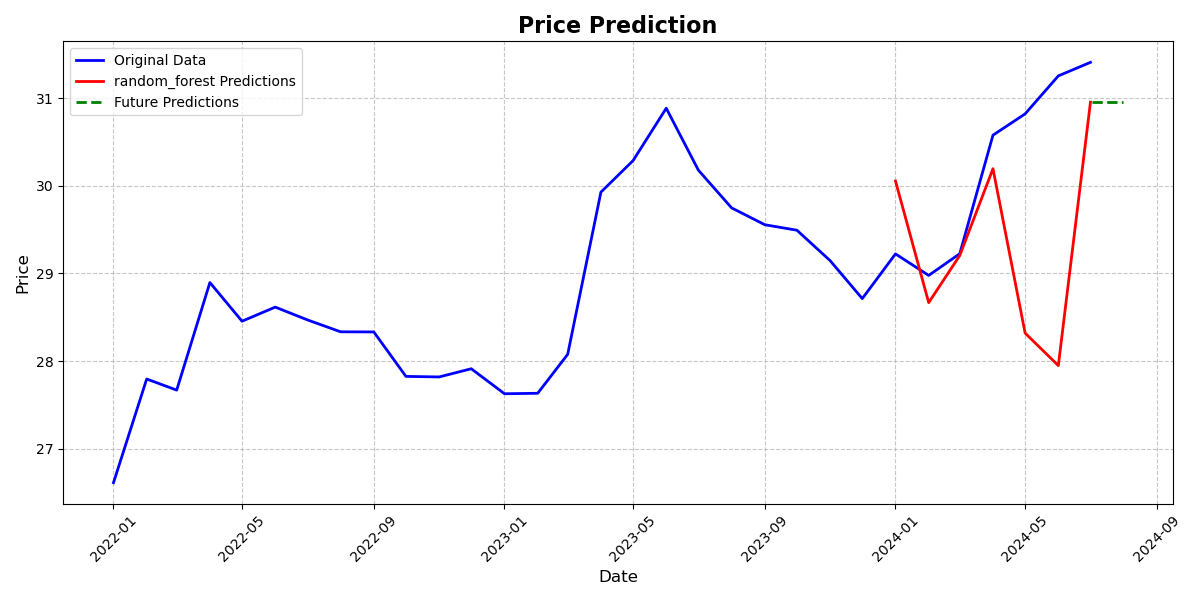 Price Prediction
Original Data
random_forest Predictions
Future Predictions
Price
31
30
29
28
27
2022-01
2022-05
2022-09
2023-01
2023-05
2023-09
2024-01
2024-05
2024-09
Date